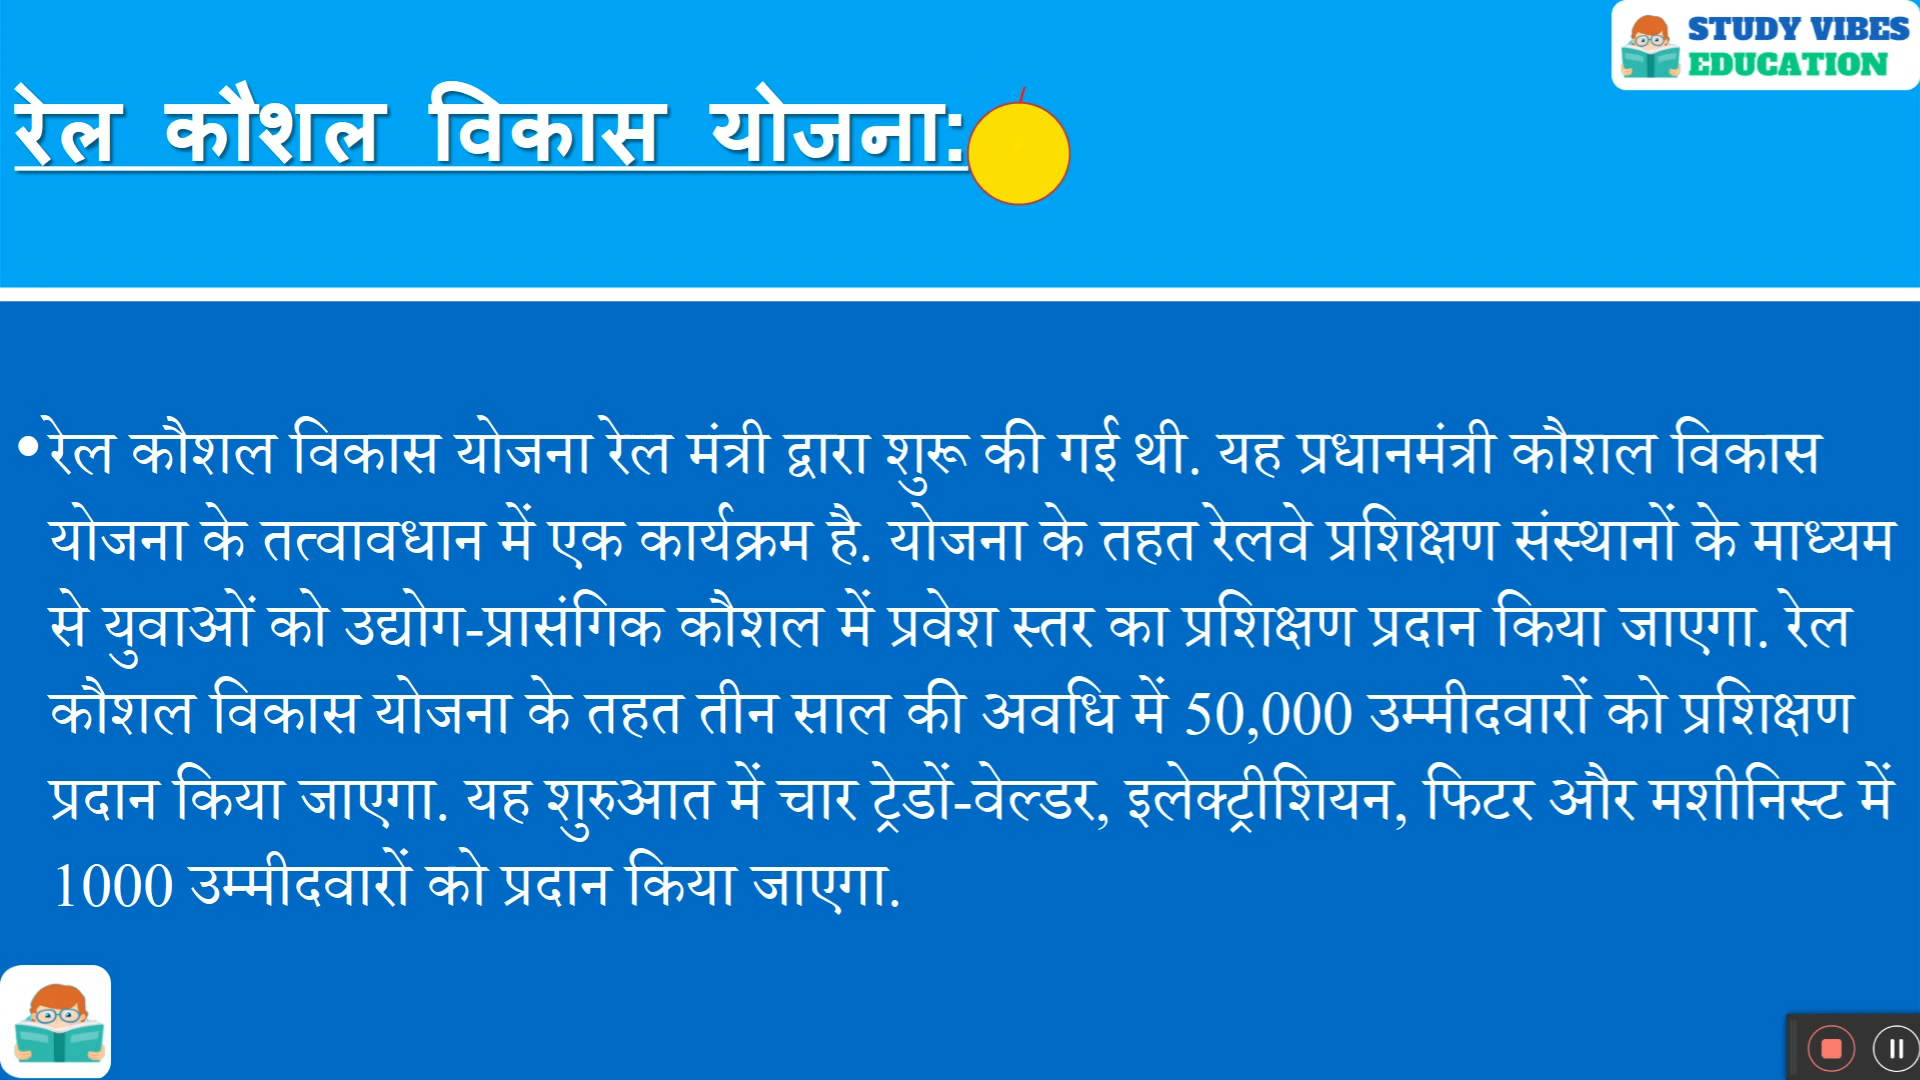 STUDY VIBES
EDUCATION
रेल कौशल विकास योजना:
•रेल कौशल विकास योजना रेल मंत्री द्वारा शुरू की गई थी. यह प्रधानमंत्री कौशल विकास
योजना के तत्वावधान में एक कार्यक्रम है. योजना के तहत रेलवे प्रशिक्षण संस्थानों के माध्यम
से युवाओं को उद्योग-प्रासंगिक कौशल में प्रवेश स्तर का प्रशिक्षण प्रदान किया जाएगा. रेल
कौशल विकास योजना के तहत तीन साल की अवधि में 50,000 उम्मीदवारों को प्रशिक्षण
प्रदान किया जाएगा. यह शुरुआत में चार ट्रेडों-वेल्डर, इलेक्ट्रीशियन, फिटर और मशीनिस्ट में
1000 उम्मीदवारों को प्रदान किया जाएगा.